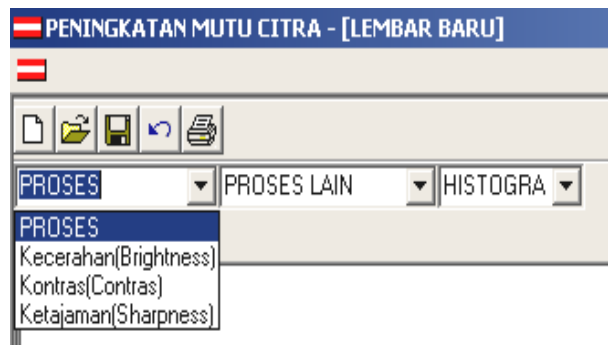 PENINGKATAN MUTU CITRA - [LEMBAR BARU]
PROSES PROSES LAIN HISTOGRA
PROSES
Kecerahan(Brightness)
Kontras(Contras)
Ketajaman(Sharpness)